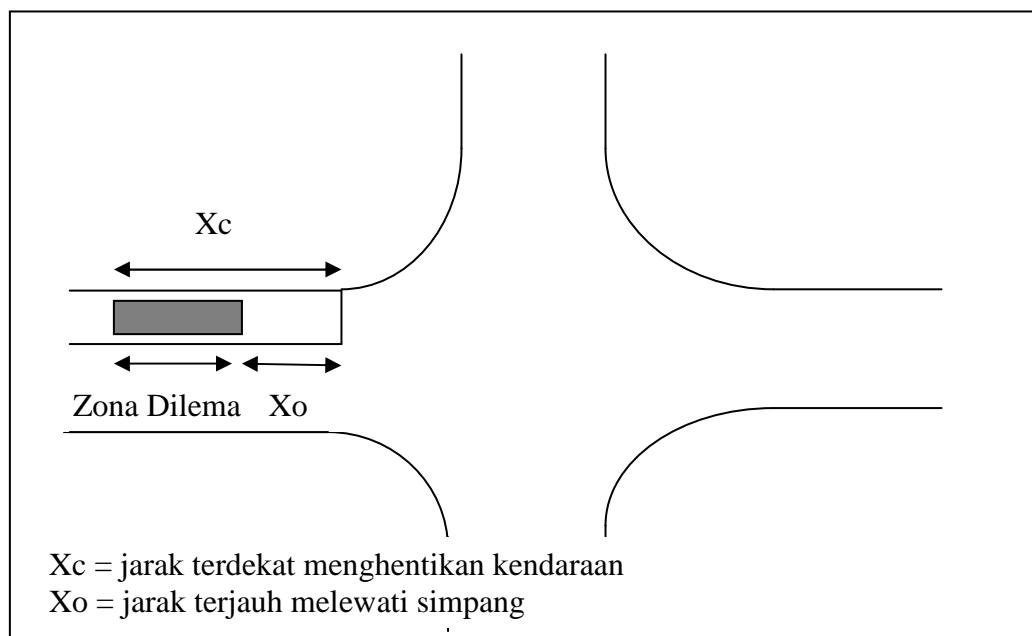 Xc
Zona Dilema Xo
Xc = jarak terdekat menghentikan kendaraan
Xo = jarak terjauh melewati simpang